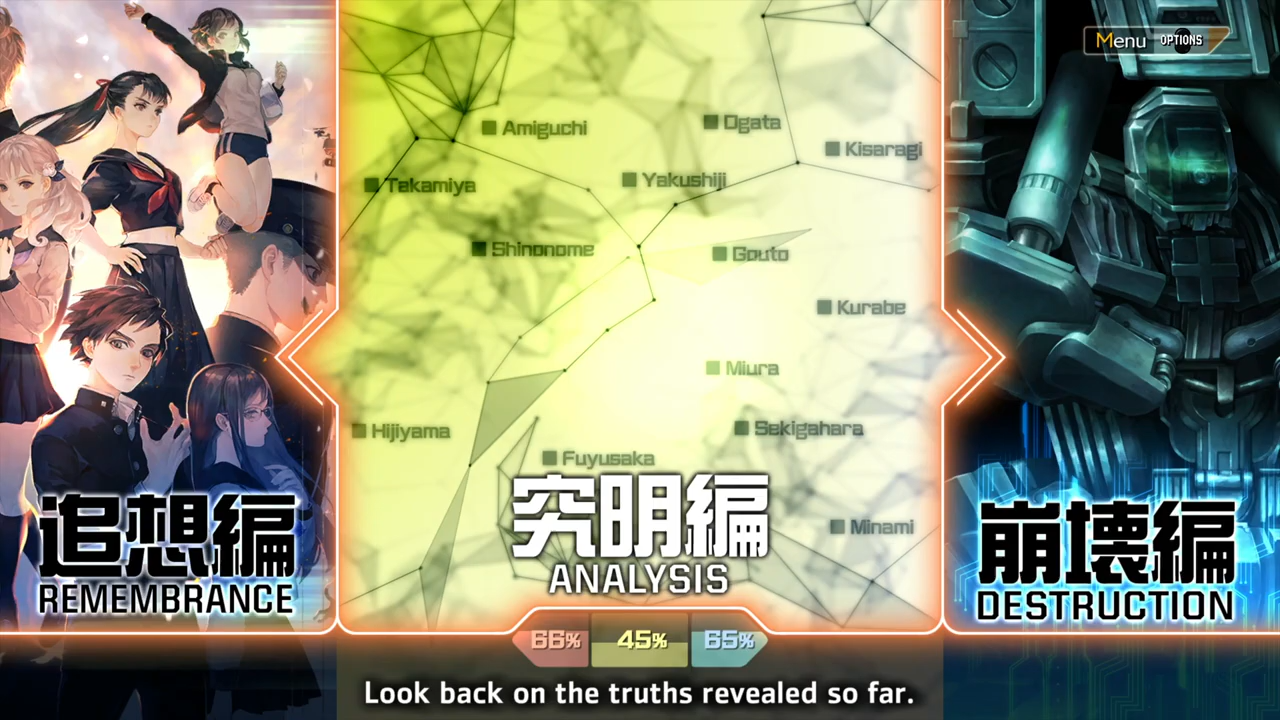 Menu OPTIONS
Amiguchi
Ogata
Kisaragi
Takamiya
Yakushiji
Shinonome
Gouto
Kurabe
Miura
Hijiyama
Sekigahara
Fuyusaka
Minami
追想編
REMEMBRANCE
究明編
ANALYSIS
崩壊編
DESTRUCTION
66% 45% 65%
Look back on the truths revealed so far.